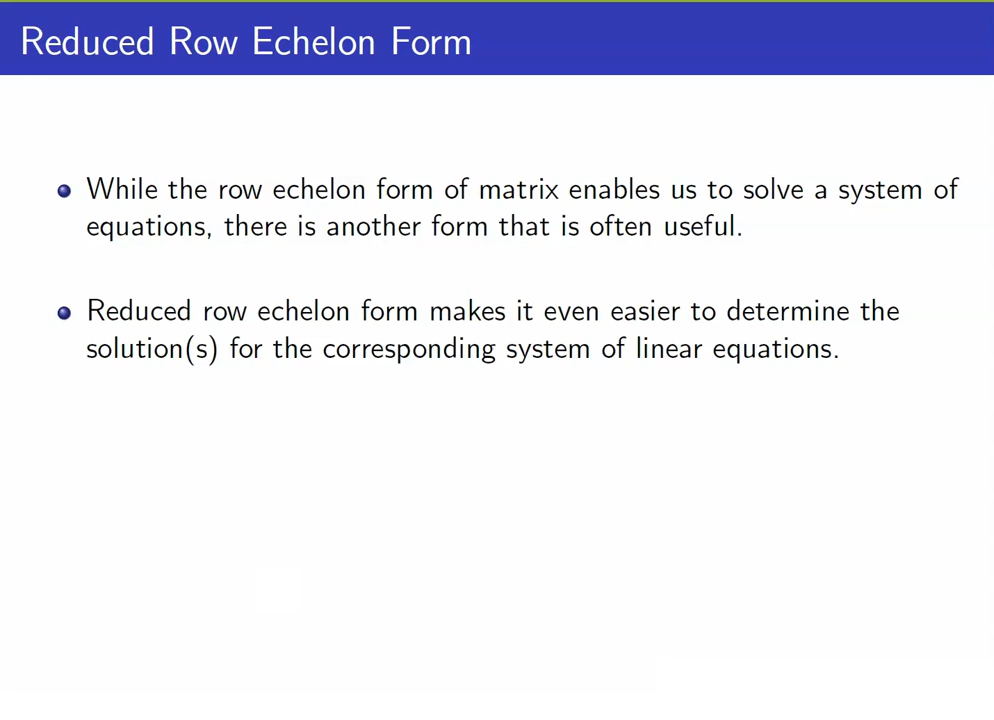 Reduced Row Echelon Form
While the row echelon form of matrix enables us to solve a system of
equations, there is another form that is often useful.
Reduced row echelon form makes it even easier to determine the
solution(s) for the corresponding system of linear equations.